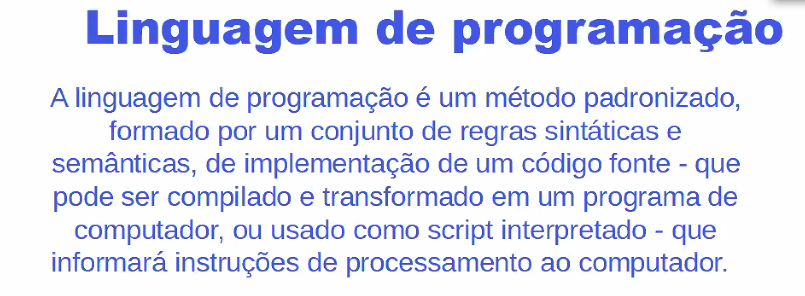 Linguagem de programação
A linguagem de programação é um método padronizado,
formado por um conjunto de regras sintáticas e
semânticas, de implementação de um código fonte - que
pode ser compilado e transformado em um programa de
computador, ou usado como script interpretado - que
informará instruções de processamento ao computador.